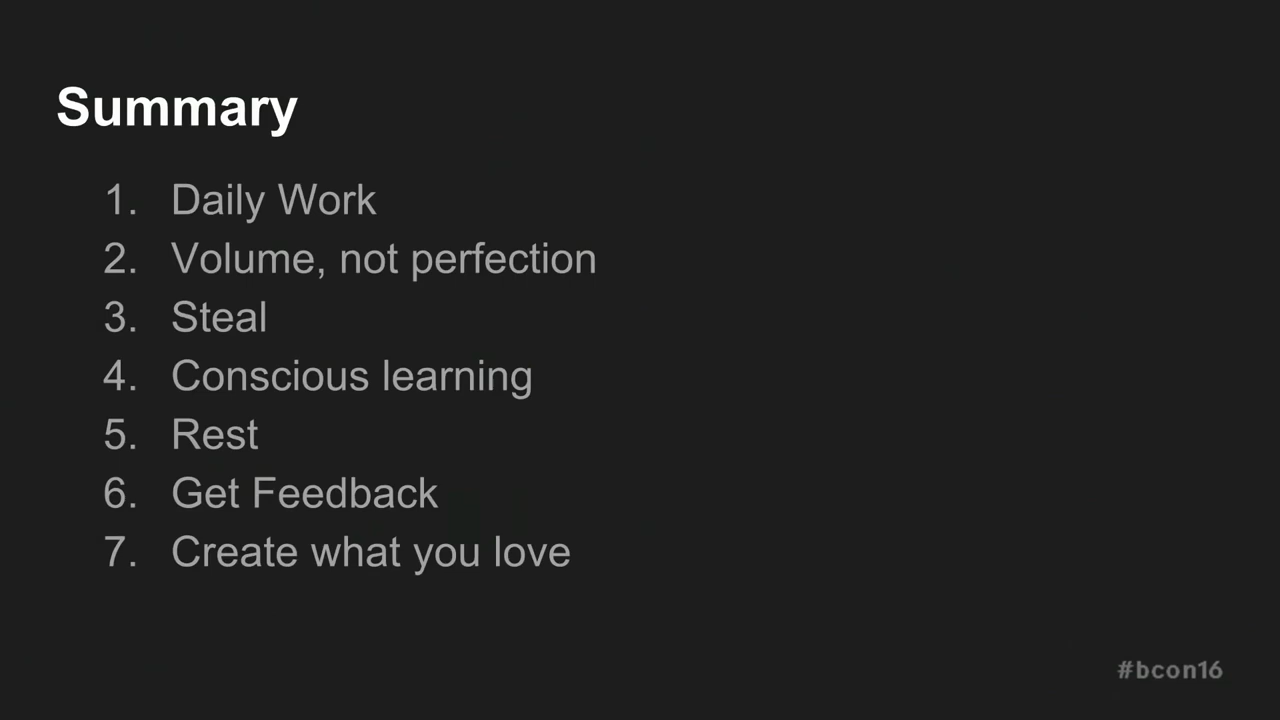 Summary
1. Daily Work
2. Volume, not perfection
3. Steal
4. Conscious learning
5. Rest
6. Get Feedback
7. Create what you love
#bcon16